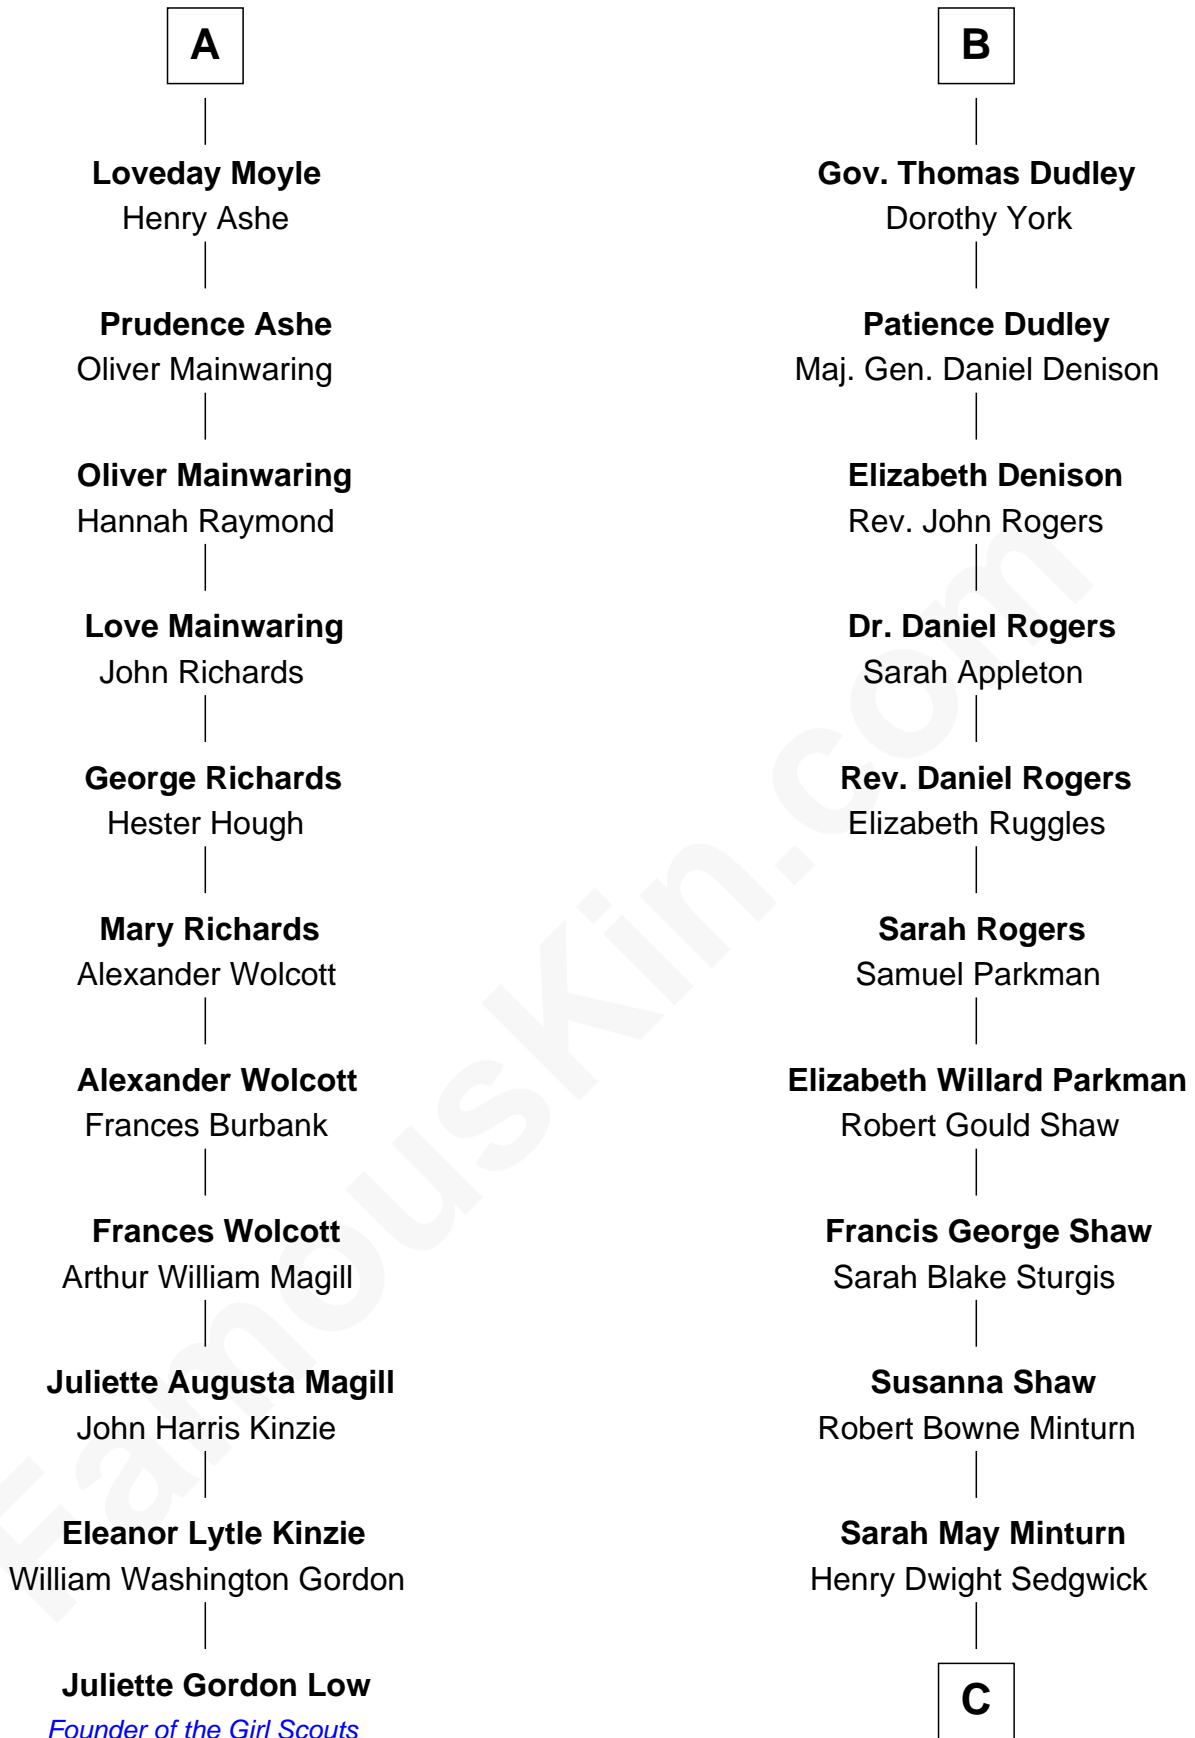 A
Loveday Moyle
Henry Ashe
Prudence Ashe
Oliver Mainwaring
Oliver Mainwaring
Hannah Raymond
Love Mainwaring
John Richards
George Richards
Hester Hough
Mary Richards
Alexander Wolcott
Alexander Wolcott
Frances Burbank
Frances Wolcott
Arthur William Magill
Juliette Augusta Magill
John Harris Kinzie
Eleanor Lytle Kinzie
William Washington Gordon
Juliette Gordon Low
Founder of the Girl Scouts
B
Gov. Thomas Dudley
Dorothy York
Patience Dudley
Maj. Gen. Daniel Denison
Elizabeth Denison
Rev. John Rogers
Dr. Daniel Rogers
Sarah Appleton
Rev. Daniel Rogers
Elizabeth Ruggles
Sarah Rogers
Samuel Parkman
Elizabeth Willard Parkman
Robert Gould Shaw
Francis George Shaw
Sarah Blake Sturgis
Susanna Shaw
Robert Bowne Minturn
Sarah May Minturn
Henry Dwight Sedgwick
C
FamousKin.com